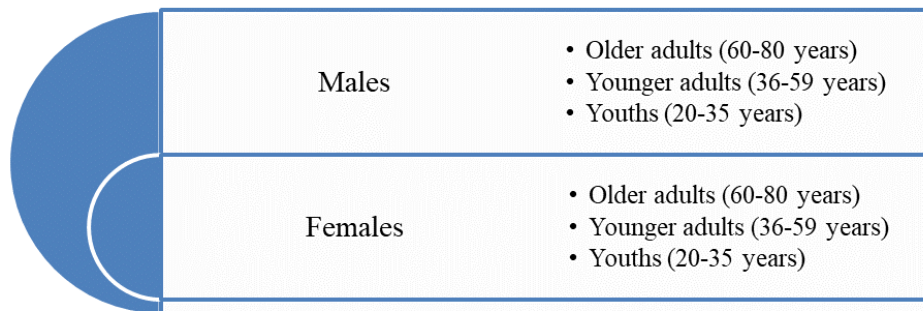 Males
• Older adults (60-80 years)
• Younger adults (36-59 years)
• Youths (20-35 years)
Females
• Older adults (60-80 years)
• Younger adults (36-59 years)
• Youths (20-35 years)